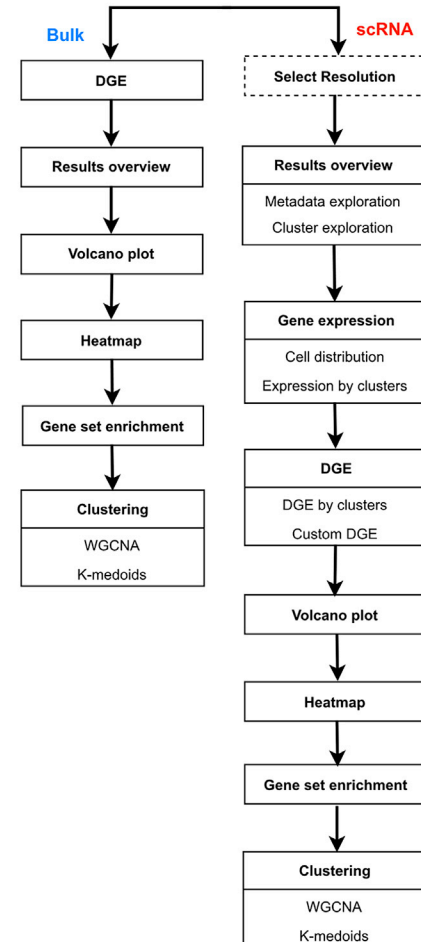 Bulk
scRNA
DGE
Results overview
Volcano plot
Heatmap
Gene set enrichment
Clustering
WGCNA
K-medoids
Select Resolution
Results overview
Metadata exploration
Cluster exploration
Gene expression
Cell distribution
Expression by clusters
DGE
DGE by clusters
Custom DGE
Volcano plot
Heatmap
Gene set enrichment
Clustering
WGCNA
K-medoids